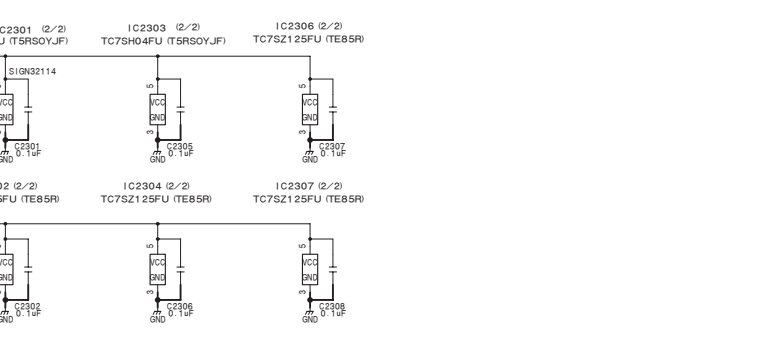 C2301 (2/2)
IC2303 (2/2)
IC2306 (2/2)
U (T5RSOYJF)
TC7SH04FU (T5RSOYJF)
TC7SZ125FU (TE85R)
SIGN32114
5
5
VCC
VCC
VCC
GND
GND
GND
3
3
C2301
0.1uF
GND
C2305
0.1uF
GND
C2307
0.1uF
GND
02 (2/2)
IC2304 (2/2)
IC2307 (2/2)
5FU (TE85R)
TC7SZ125FU (TE85R)
TC7SZ125FU (TE85R)
5
5
VCC
VCC
VCC
GND
GND
GND
3
3
C2302
0.1uF
GND
C2306
0.1uF
GND
C2308
0.1uF
GND